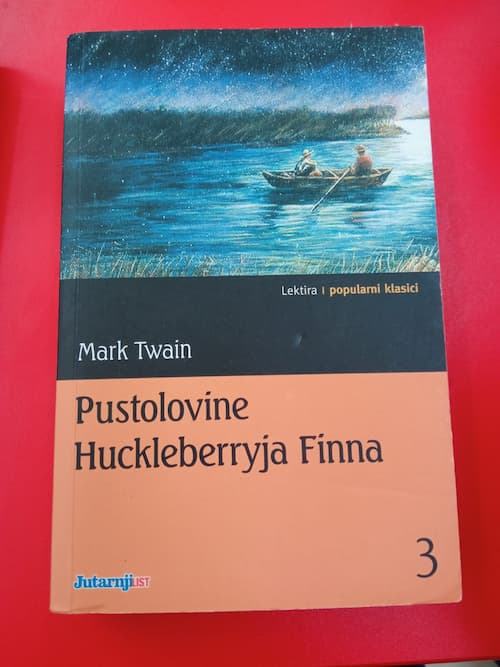 Lektira | popularni klasici
Mark Twain
Pustolovine
Huckleberryja Finna
3
Jutarnji LIST